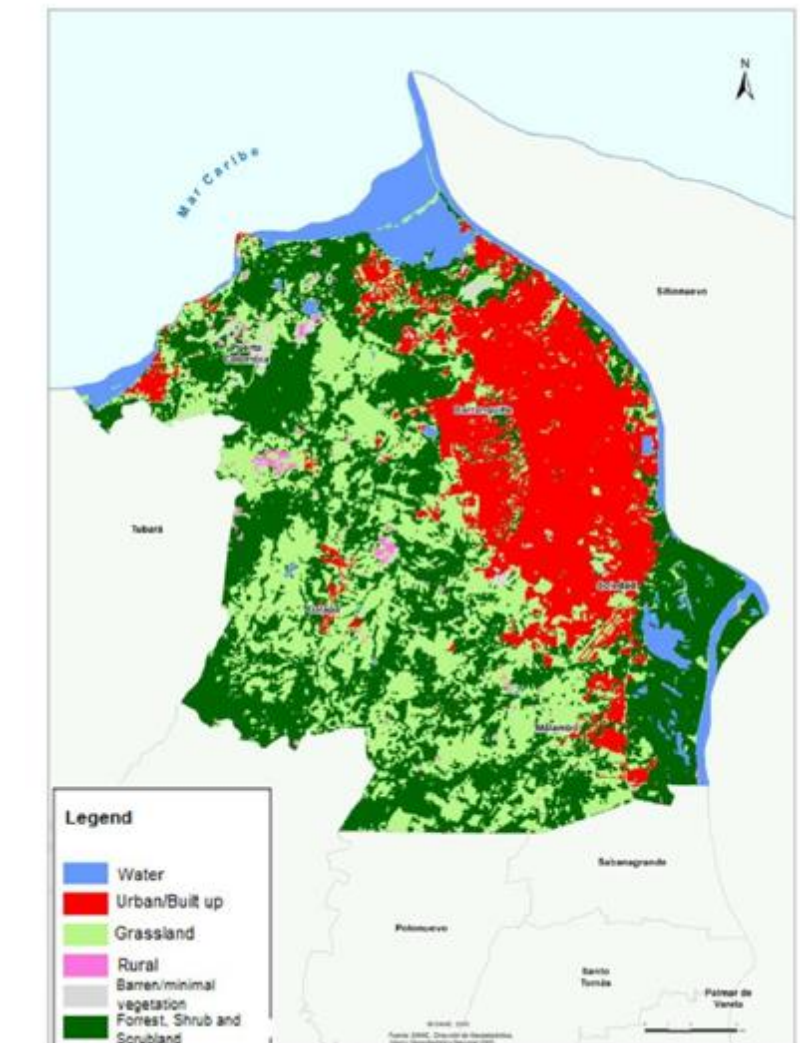 N
Mar Caribe
Sitionuevo
Barranquilla
Tubará
Soledad
Malambo
Legend
Water
Urban/Built up
Grassland
Rural
Barren/minimal
vegetation
Forrest, Shrub and
Scrubland
Sabanagrande
Polonuevo
Santo
Tomás
Palmar de
Varela